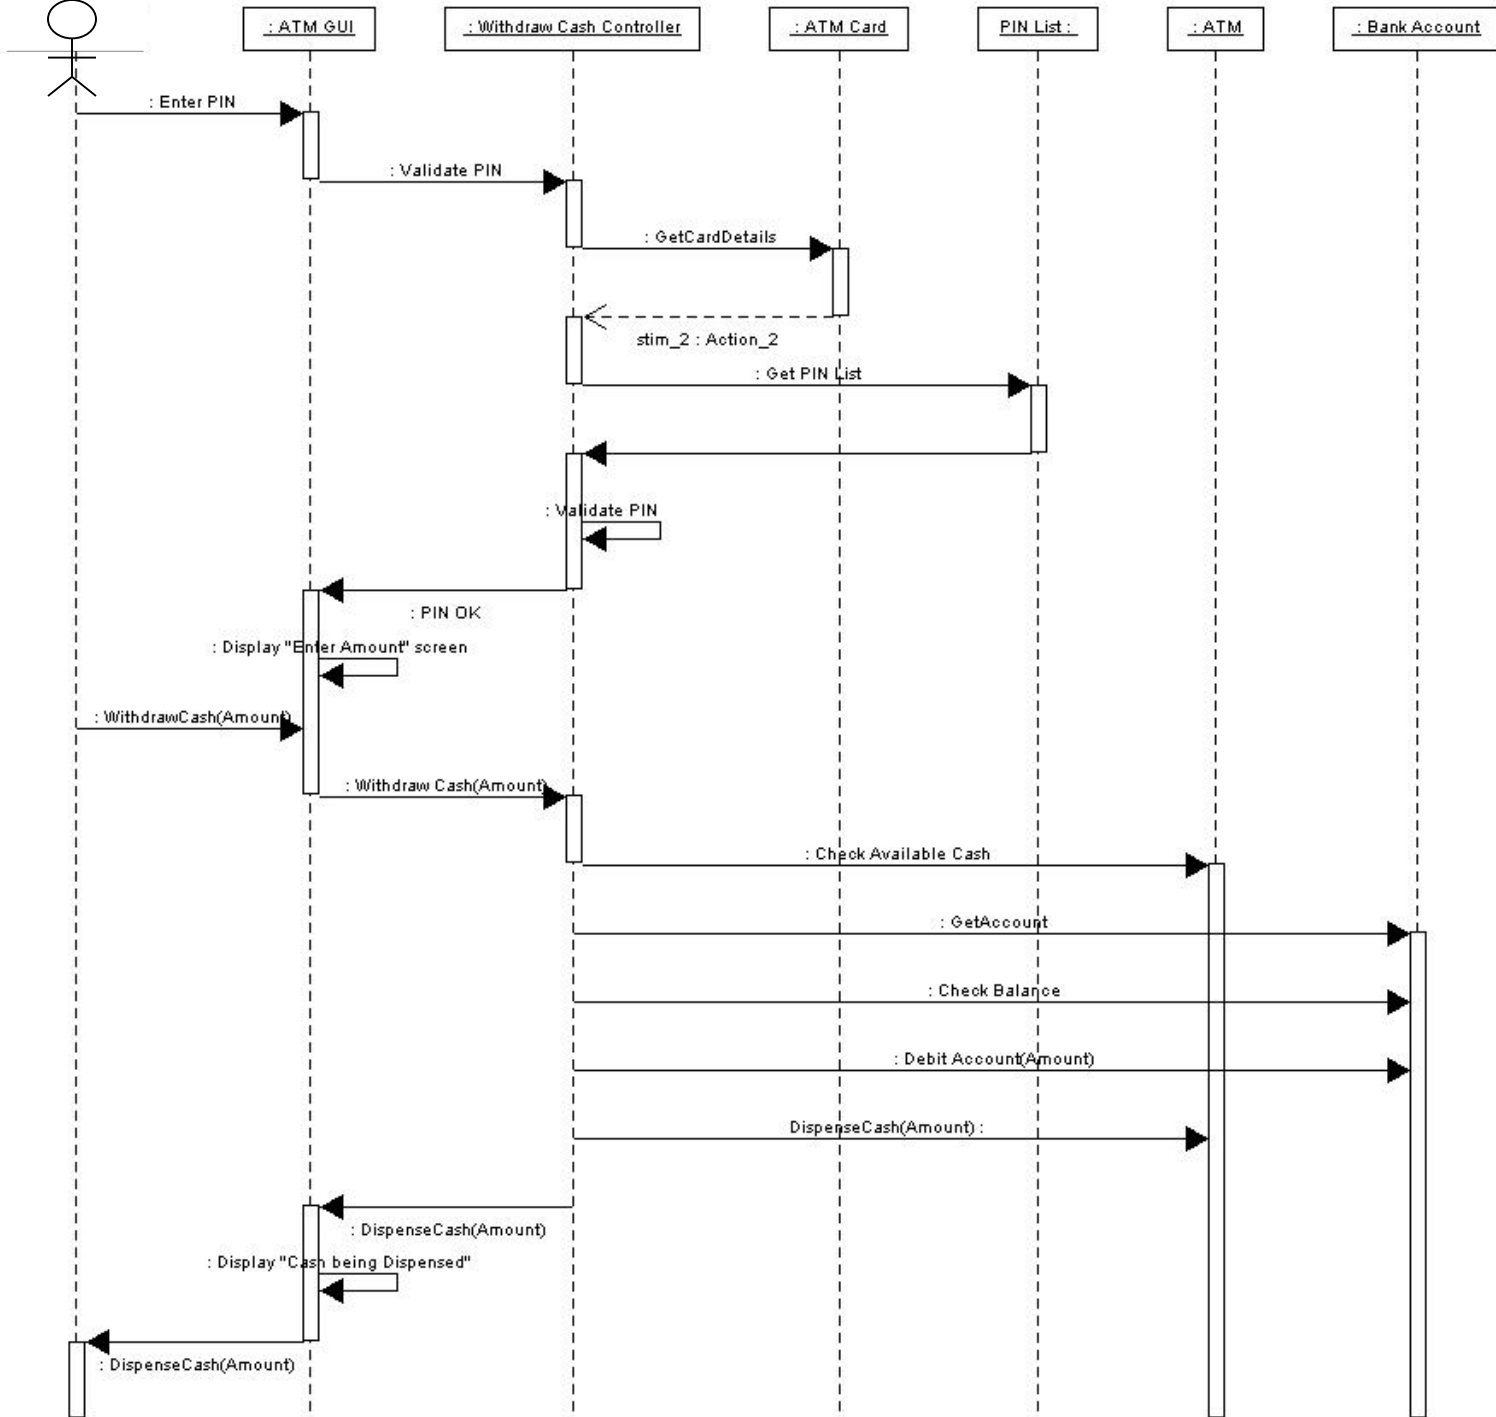 : ATM GUI
: Withdraw Cash Controller
: ATM Card
PIN List :
: ATM
: Bank Account
: Enter PIN
: Validate PIN
: GetCardDetails
stim_2 : Action_2
: Get PIN List
: Validate PIN
: PIN OK
: Display "Enter Amount" screen
: WithdrawCash(Amount)
: Withdraw Cash(Amount)
: Check Available Cash
: GetAccount
: Check Balance
: Debit Account(Amount)
DispenseCash(Amount) :
: DispenseCash(Amount)
: Display "Cash being Dispensed"
: DispenseCash(Amount)